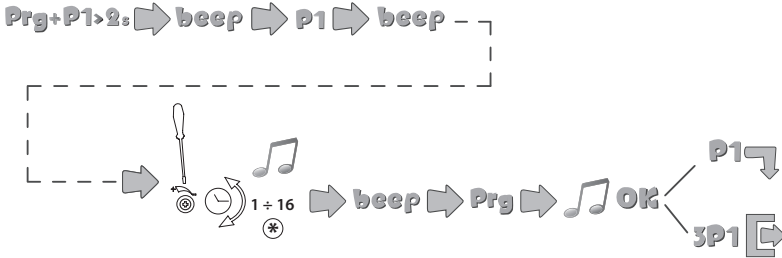 Prg+P1>2s beep P1 beep
1 ÷ 16
*
beep Prg OK
P1
3P1